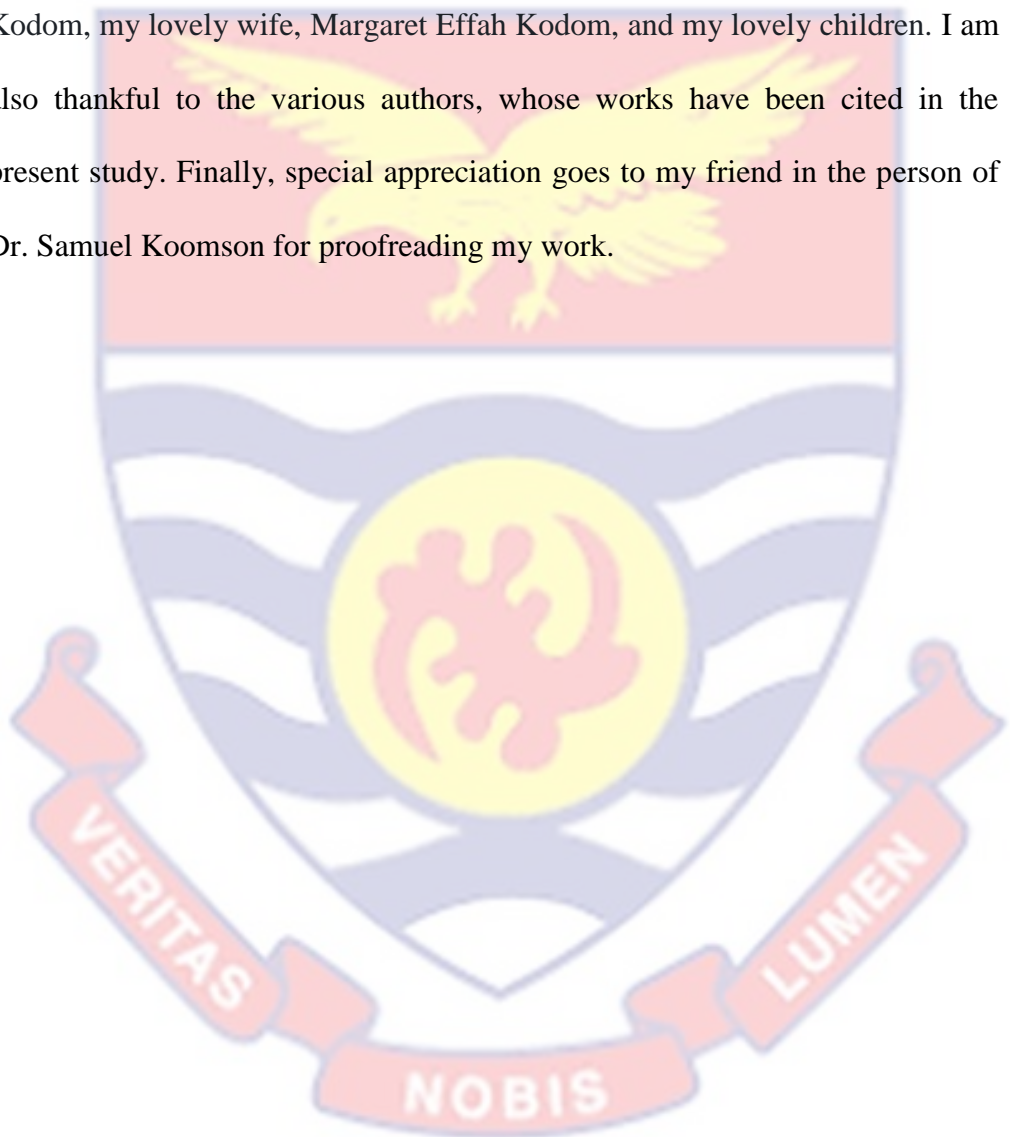 Kodom, my lovely wife, Margaret Effah Kodom, and my lovely children. I am
also thankful to the various authors, whose works have been cited in the
present study. Finally, special appreciation goes to my friend in the person of
Dr. Samuel Koomson for proofreading my work.
VERITAS
NOBIS
LUMEN